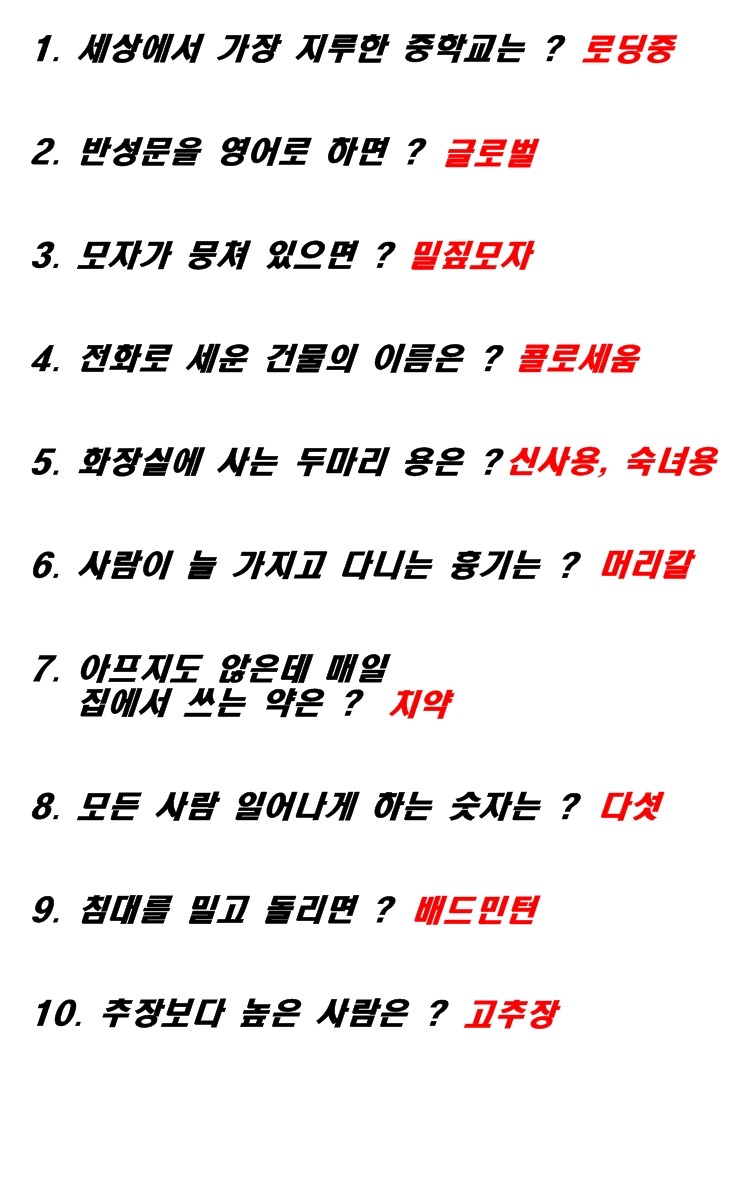 1. 세상에서 가장 지루한 중학교는 ? 로딩중
2. 반성문을 영어로 하면 ? 글로벌
3. 모자가 뭉쳐 있으면 ? 밀짚모자
4. 전화로 세운 건물의 이름은 ? 콜로세움
5. 화장실에 사는 두마리 용은 ? 신사용, 숙녀용
6. 사람이 늘 가지고 다니는 흉기는 ? 머리칼
7. 아프지도 않은데 매일
집에서 쓰는 약은 ? 치약
8. 모든 사람 일어나게 하는 숫자는 ? 다섯
9. 침대를 밀고 돌리면 ? 배드민턴
10. 추장보다 높은 사람은 ? 고추장